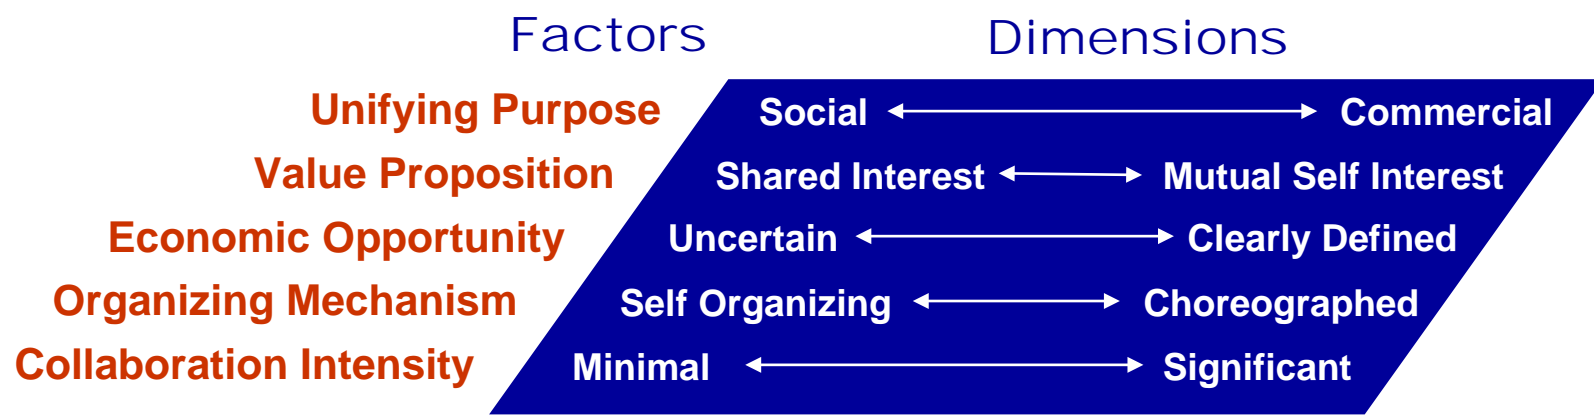 Factors Dimensions
Unifying Purpose Social Commercial
Value Proposition Shared Interest Mutual Self Interest
Economic Opportunity Uncertain Clearly Defined
Organizing Mechanism Self Organizing Choreographed
Collaboration Intensity Minimal Significant